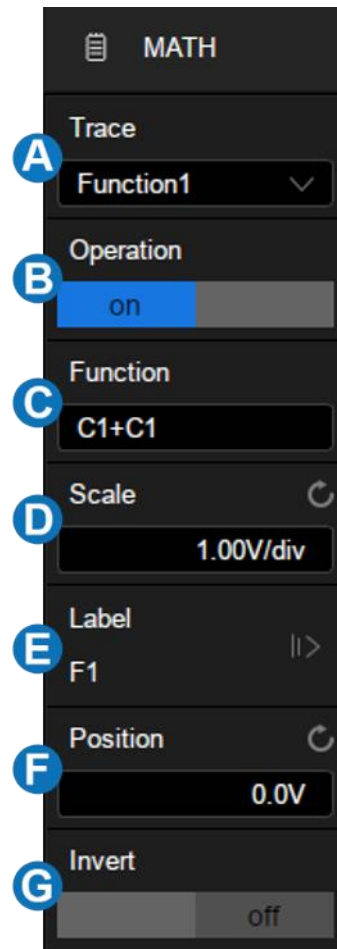 MATH
Trace
A
Function1
Operation
B
on
Function
C
C1+C1
Scale
D
1.00V/div
Label
E
F1
Position
F
0.0V
Invert
G
off